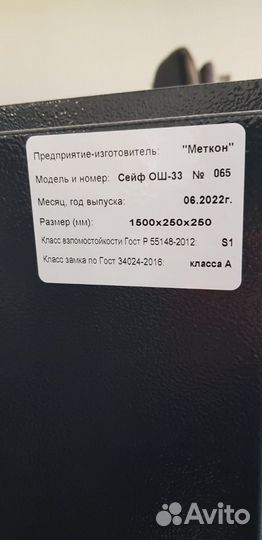 Предприятие-изготовитель: "Меткон"
Модель и номер: Сейф ОШ-33 № 065
Месяц, год выпуска: 06.2022г.
Размер (мм): 1500х250х250
Класс взломостойкости Гост Р 55148-2012: S1
Класс замка по Гост 34024-2016: класса А
Avito